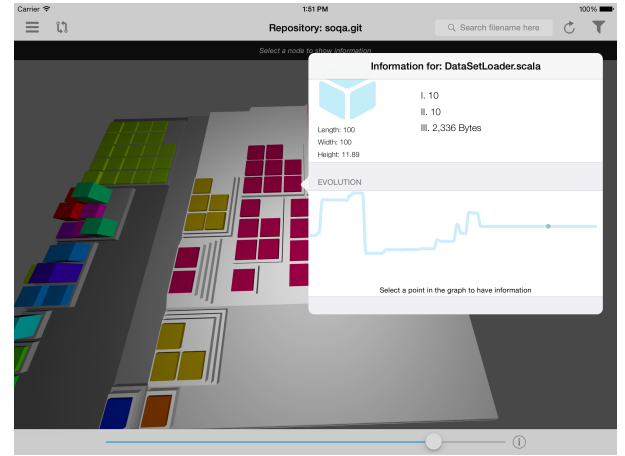 Carrier 1:51 PM 100%
Repository: soqa.git
Search filename here
Select a node to show information
Information for: DataSetLoader.scala
I. 10
II. 10
III. 2,336 Bytes
Length: 100
Width: 100
Height: 11.89
EVOLUTION
Select a point in the graph to have information